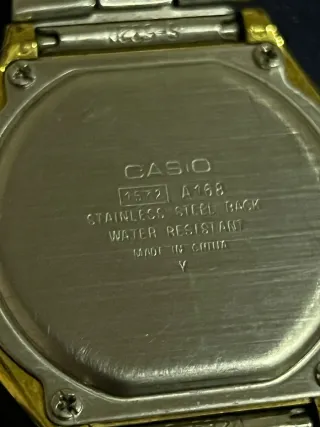 CASIO
1572 A168
STAINLESS STEEL BACK
WATER RESISTANT
MADE IN CHINA
Y